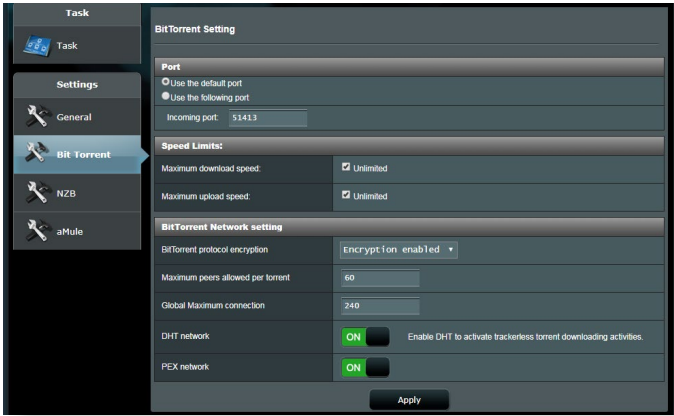 Task
Task
Settings
General
Bit Torrent
NZB
aMule
BitTorrent Setting
Port
Use the default port
Use the following port
Incoming port: 51413
Speed Limits:
Maximum download speed: Unlimited
Maximum upload speed: Unlimited
BitTorrent Network setting
BitTorrent protocol encryption Encryption enabled
Maximum peers allowed per torrent 60
Global Maximum connection 240
DHT network ON Enable DHT to activate trackerless torrent downloading activities.
PEX network ON
Apply